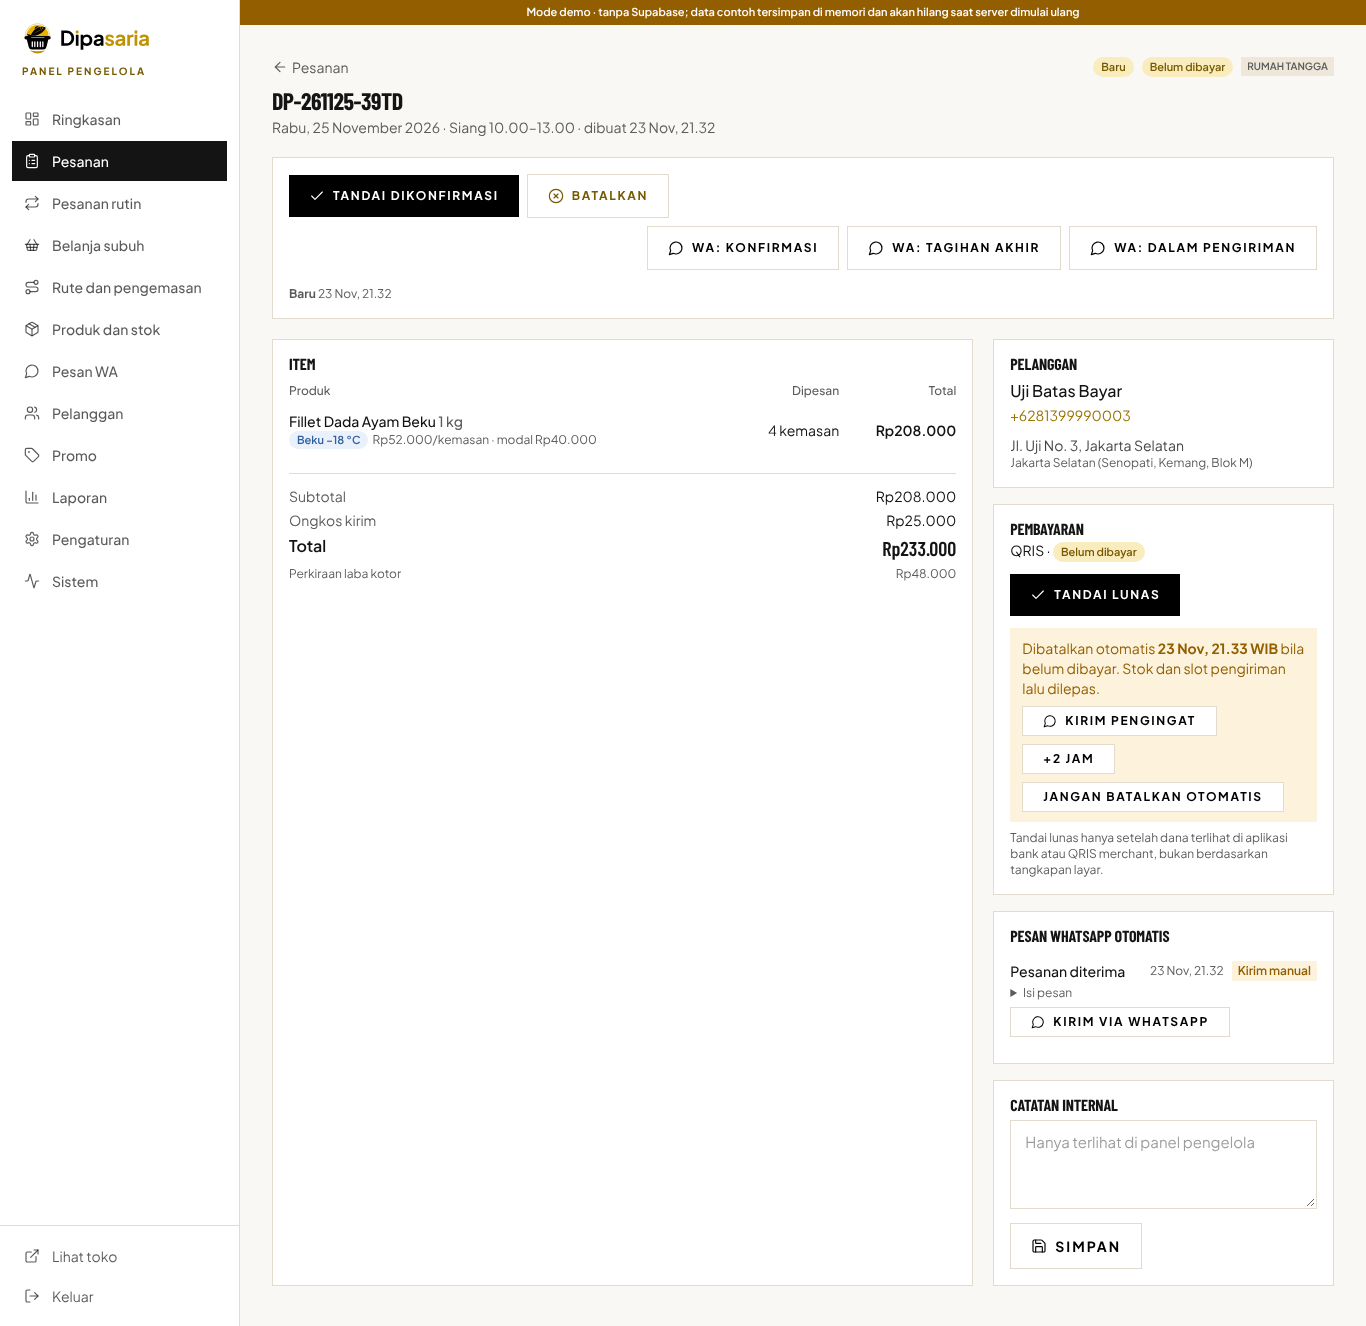 Mode demo · tanpa Supabase; data contoh tersimpan di memori dan akan hilang saat server dimulai ulang
Dipasaria
PANEL PENGELOLA
Ringkasan
Pesanan
Pesanan rutin
Belanja subuh
Rute dan pengemasan
Produk dan stok
Pesan WA
Pelanggan
Promo
Laporan
Pengaturan
Sistem
Lihat toko
Keluar
← Pesanan
Baru
Belum dibayar
RUMAH TANGGA
DP-261125-39TD
Rabu, 25 November 2026 · Siang 10.00–13.00 · dibuat 23 Nov, 21.32
TANDAI DIKONFIRMASI
BATALKAN
WA: KONFIRMASI
WA: TAGIHAN AKHIR
WA: DALAM PENGIRIMAN
Baru 23 Nov, 21.32
ITEM
Produk Dipesan Total
Fillet Dada Ayam Beku 1 kg
Beku −18 °C Rp52.000/kemasan · modal Rp40.000
4 kemasan Rp208.000
Subtotal Rp208.000
Ongkos kirim Rp25.000
Total Rp233.000
Perkiraan laba kotor Rp48.000
PELANGGAN
Uji Batas Bayar
+6281399990003
Jl. Uji No. 3, Jakarta Selatan
Jakarta Selatan (Senopati, Kemang, Blok M)
PEMBAYARAN
QRIS · Belum dibayar
TANDAI LUNAS
Dibatalkan otomatis 23 Nov, 21.33 WIB bila
belum dibayar. Stok dan slot pengiriman
lalu dilepas.
KIRIM PENGINGAT
+2 JAM
JANGAN BATALKAN OTOMATIS
Tandai lunas hanya setelah dana terlihat di aplikasi
bank atau QRIS merchant, bukan berdasarkan
tangkapan layar.
PESAN WHATSAPP OTOMATIS
Pesanan diterima 23 Nov, 21.32 Kirim manual
▶ Isi pesan
KIRIM VIA WHATSAPP
CATATAN INTERNAL
Hanya terlihat di panel pengelola
SIMPAN